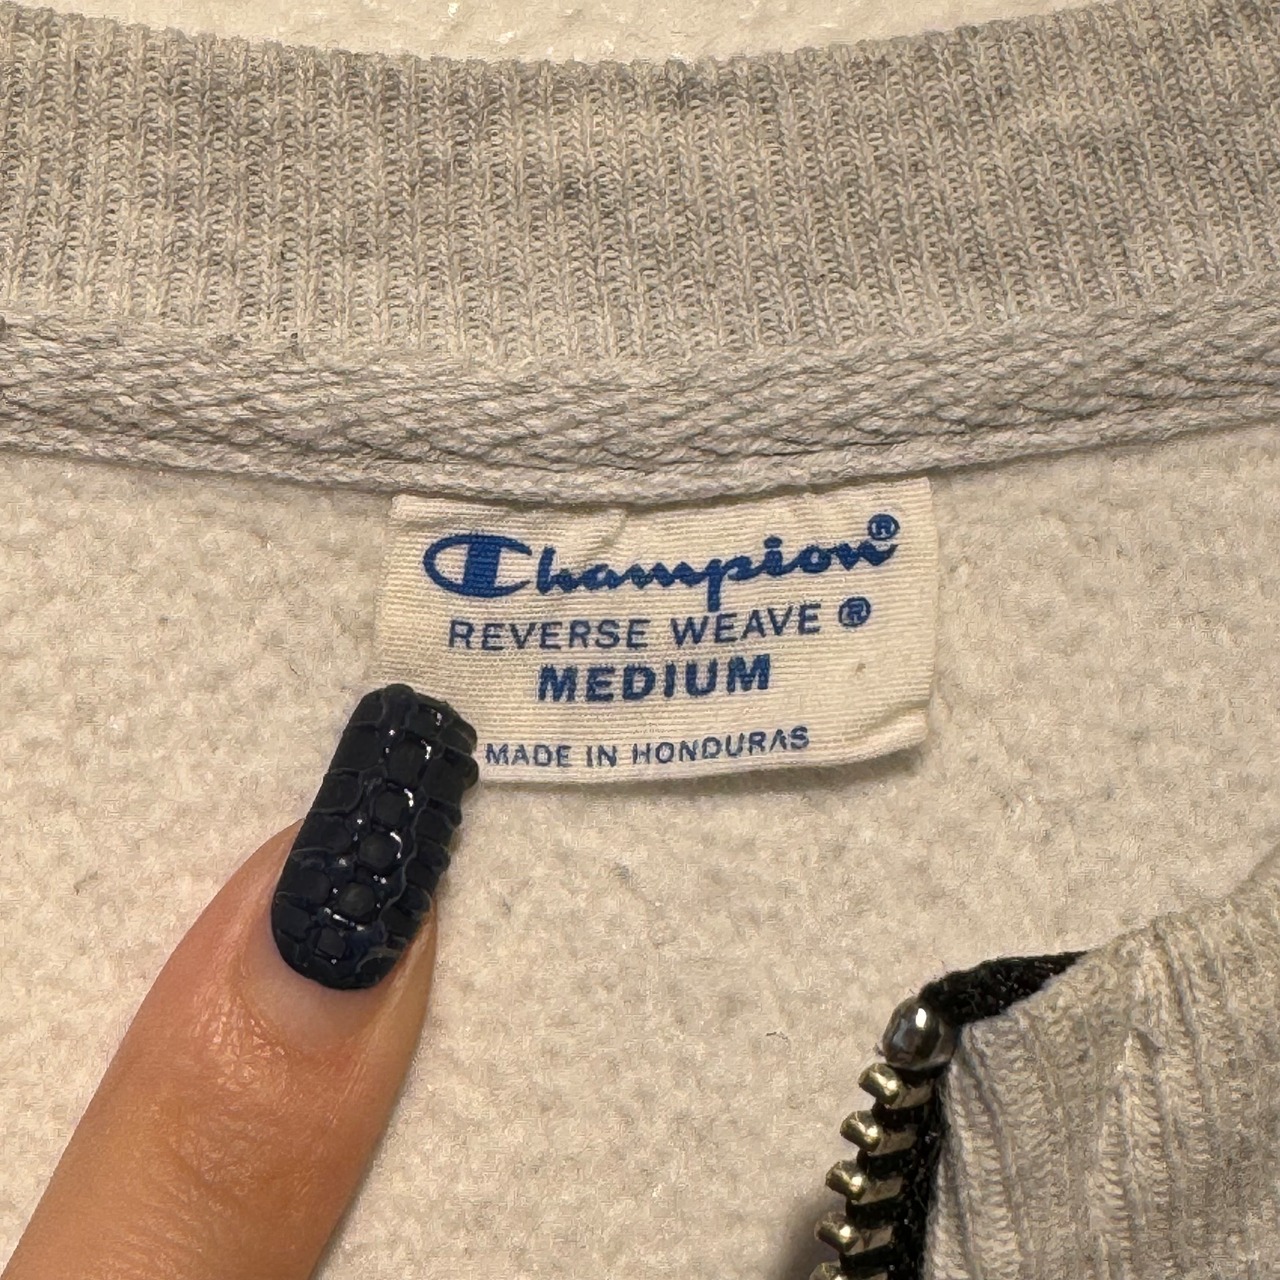 Champion®
REVERSE WEAVE ®
MEDIUM
MADE IN HONDURAS